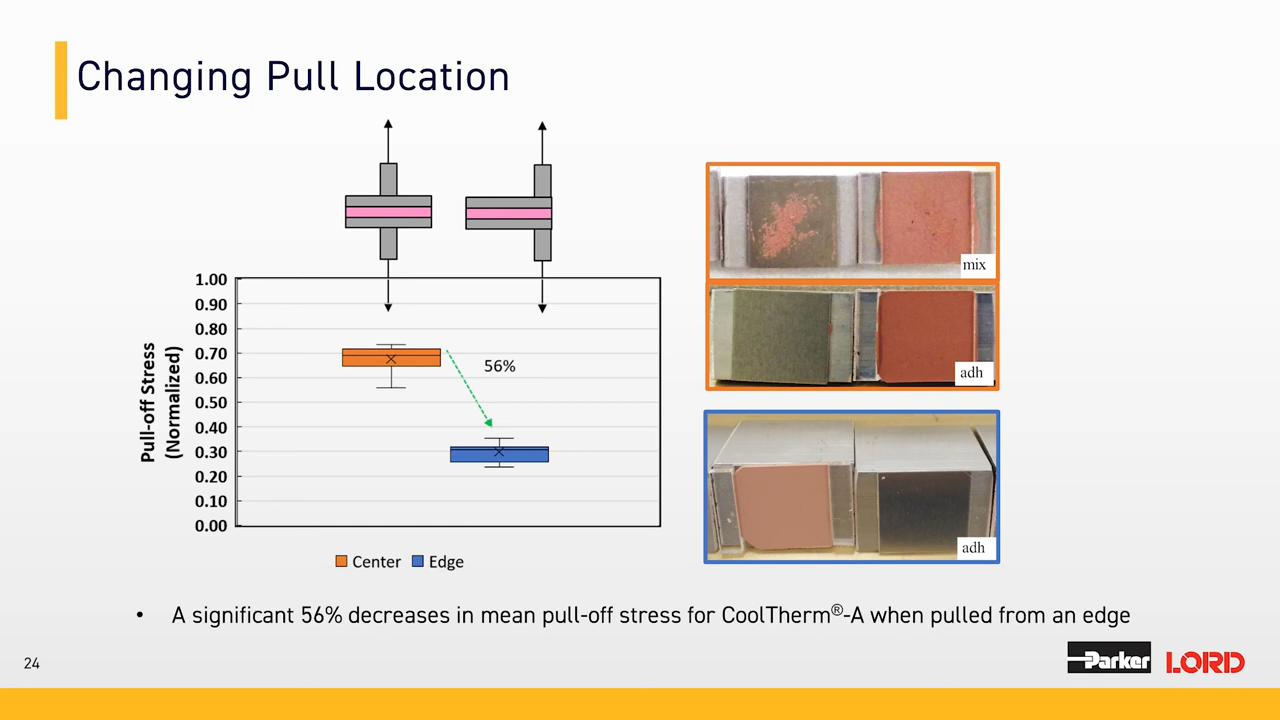 Changing Pull Location
mix
adh
adh
1.00
0.90
0.80
0.70
0.60
0.50
0.40
0.30
0.20
0.10
0.00
Pull-off Stress
(Normalized)
56%
Center
Edge
• A significant 56% decreases in mean pull-off stress for CoolTherm®-A when pulled from an edge
24
Parker
LORD